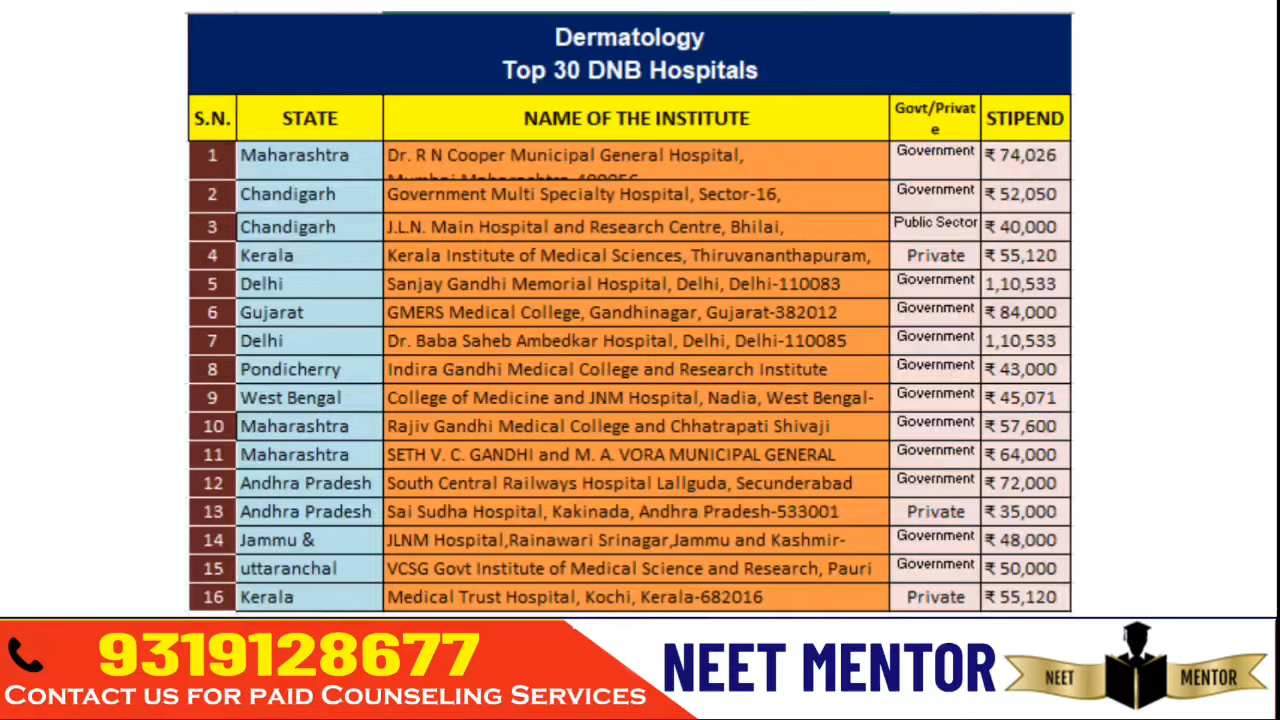 Dermatology
Top 30 DNB Hospitals
S.N. STATE NAME OF THE INSTITUTE Govt/Privat e STIPEND
1 Maharashtra Dr. R N Cooper Municipal General Hospital, Government ₹ 74,026
Mumbai Maharashtra-400056
2 Chandigarh Government Multi Specialty Hospital, Sector-16, Government ₹ 52,050
3 Chandigarh J.L.N. Main Hospital and Research Centre, Bhilai, Public Sector ₹ 40,000
4 Kerala Kerala Institute of Medical Sciences, Thiruvananthapuram, Private ₹ 55,120
5 Delhi Sanjay Gandhi Memorial Hospital, Delhi, Delhi-110083 Government 1,10,533
6 Gujarat GMERS Medical College, Gandhinagar, Gujarat-382012 Government ₹ 84,000
7 Delhi Dr. Baba Saheb Ambedkar Hospital, Delhi, Delhi-110085 Government 1,10,533
8 Pondicherry Indira Gandhi Medical College and Research Institute Government ₹ 43,000
9 West Bengal College of Medicine and JNM Hospital, Nadia, West Bengal- Government ₹ 45,071
10 Maharashtra Rajiv Gandhi Medical College and Chhatrapati Shivaji Government ₹ 57,600
11 Maharashtra SETH V. C. GANDHI and M. A. VORA MUNICIPAL GENERAL Government ₹ 64,000
12 Andhra Pradesh South Central Railways Hospital Lallguda, Secunderabad Government ₹ 72,000
13 Andhra Pradesh Sai Sudha Hospital, Kakinada, Andhra Pradesh-533001 Private ₹ 35,000
14 Jammu & JLNM Hospital,Rainawari Srinagar,Jammu and Kashmir- Government ₹ 48,000
15 uttaranchal VCSG Govt Institute of Medical Science and Research, Pauri Government ₹ 50,000
16 Kerala Medical Trust Hospital, Kochi, Kerala-682016 Private ₹ 55,120
9319128677
CONTACT US FOR PAID COUNSELING SERVICES
NEET MENTOR
NEET MENTOR